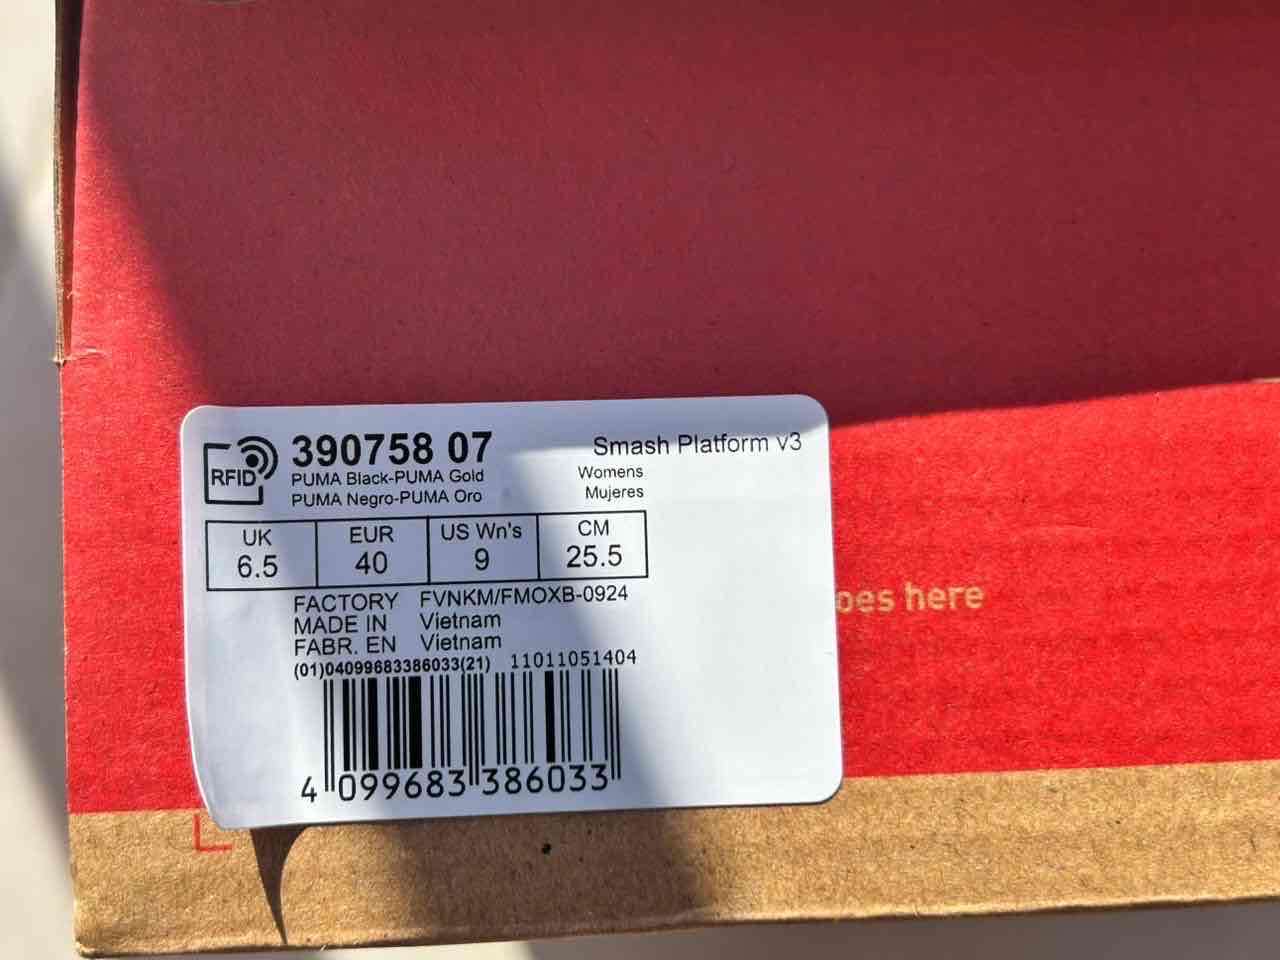 RFID
390758 07
Smash Platform v3
PUMA Black-PUMA Gold
Womens
PUMA Negro-PUMA Oro
Mujeres
UK EUR US Wn's CM
6.5 40 9 25.5
FACTORY FVNKM/FMOXB-0924
MADE IN Vietnam
FABR. EN Vietnam
(01)04099683386033(21) 11011051404
4 099683 386033
here